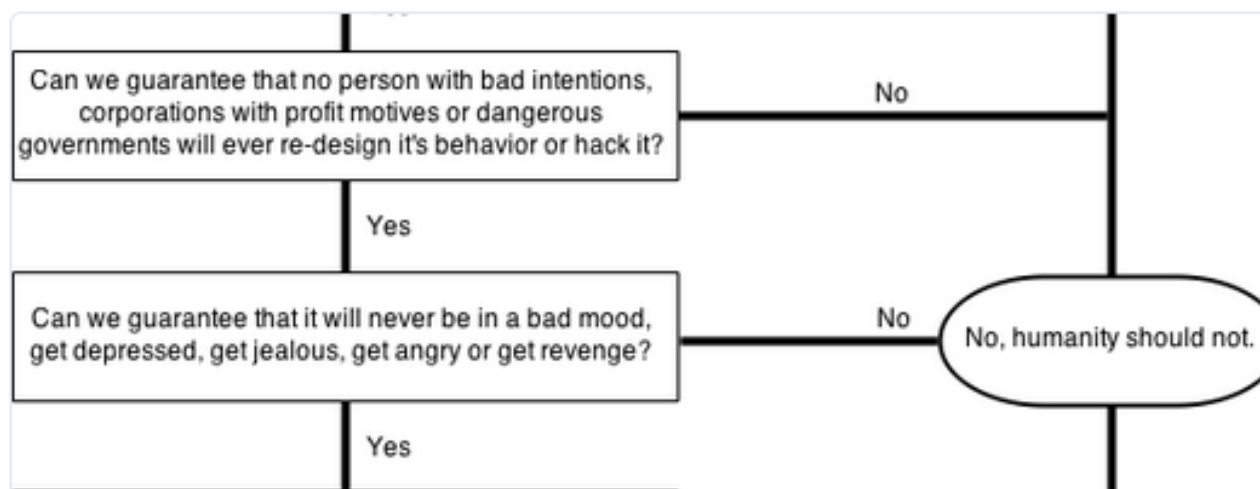 Can we guarantee that no person with bad intentions,
corporations with profit motives or dangerous
governments will ever re-design it's behavior or hack it?
No
Yes
Can we guarantee that it will never be in a bad mood,
get depressed, get jealous, get angry or get revenge?
No
No, humanity should not.
Yes